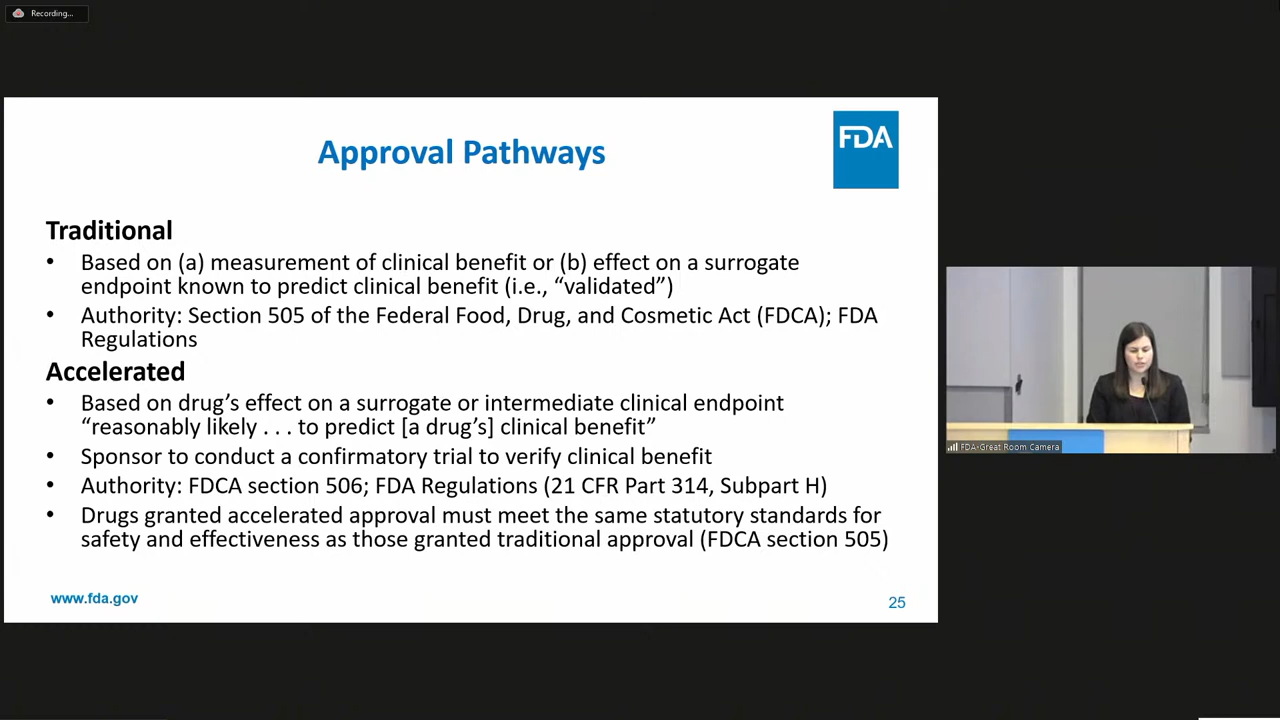 Recording...
Approval Pathways
FDA
Traditional
• Based on (a) measurement of clinical benefit or (b) effect on a surrogate
endpoint known to predict clinical benefit (i.e., “validated”)
• Authority: Section 505 of the Federal Food, Drug, and Cosmetic Act (FDCA); FDA
Regulations
Accelerated
• Based on drug’s effect on a surrogate or intermediate clinical endpoint
“reasonably likely . . . to predict [a drug’s] clinical benefit”
• Sponsor to conduct a confirmatory trial to verify clinical benefit
• Authority: FDCA section 506; FDA Regulations (21 CFR Part 314, Subpart H)
• Drugs granted accelerated approval must meet the same statutory standards for
safety and effectiveness as those granted traditional approval (FDCA section 505)
www.fda.gov
25
FDA-Great Room Camera